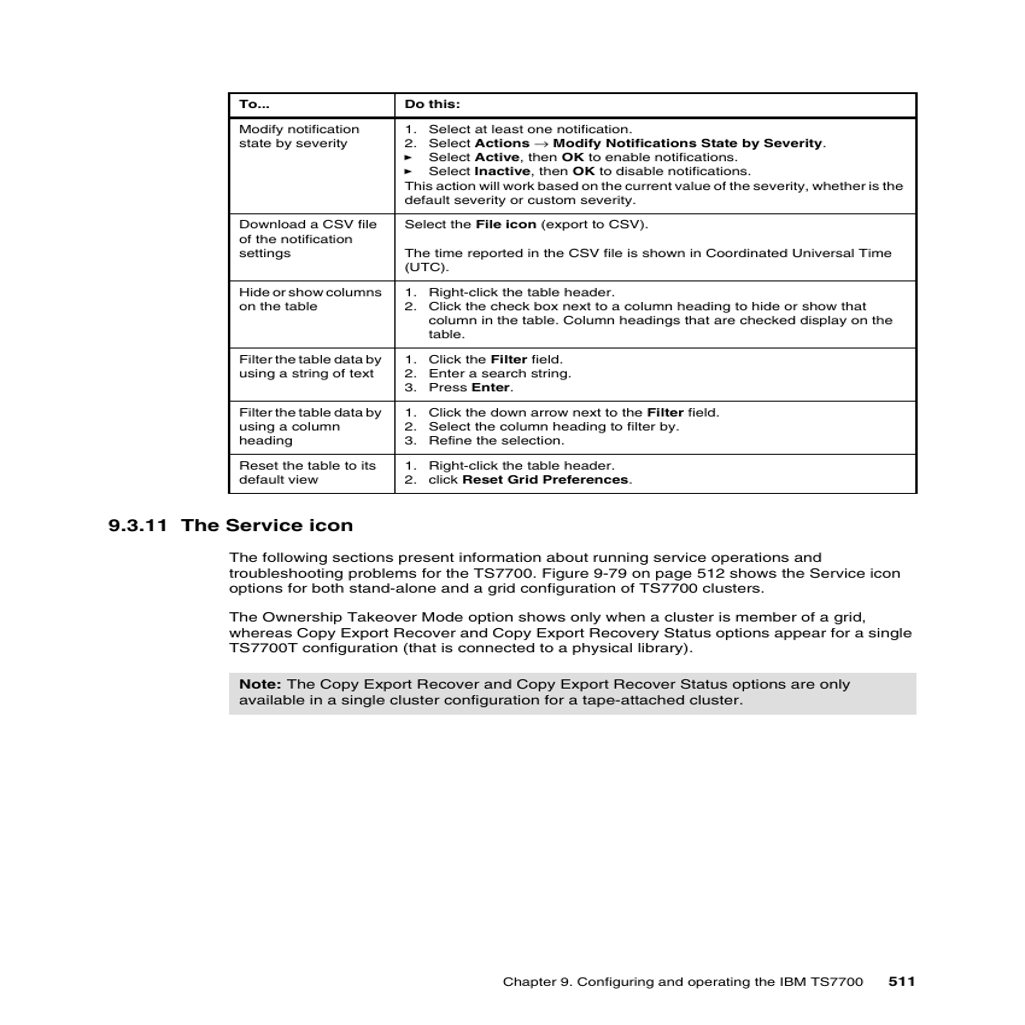 To... Do this:
Modify notification
state by severity
1. Select at least one notification.
2. Select Actions → Modify Notifications State by Severity.
► Select Active, then OK to enable notifications.
► Select Inactive, then OK to disable notifications.
This action will work based on the current value of the severity, whether is the
default severity or custom severity.
Download a CSV file
of the notification
settings
Select the File icon (export to CSV).
The time reported in the CSV file is shown in Coordinated Universal Time
(UTC).
Hide or show columns
on the table
1. Right-click the table header.
2. Click the check box next to a column heading to hide or show that
column in the table. Column headings that are checked display on the
table.
Filter the table data by
using a string of text
1. Click the Filter field.
2. Enter a search string.
3. Press Enter.
Filter the table data by
using a column
heading
1. Click the down arrow next to the Filter field.
2. Select the column heading to filter by.
3. Refine the selection.
Reset the table to its
default view
1. Right-click the table header.
2. click Reset Grid Preferences.
9.3.11 The Service icon
The following sections present information about running service operations and
troubleshooting problems for the TS7700. Figure 9-79 on page 512 shows the Service icon
options for both stand-alone and a grid configuration of TS7700 clusters.
The Ownership Takeover Mode option shows only when a cluster is member of a grid,
whereas Copy Export Recover and Copy Export Recovery Status options appear for a single
TS7700T configuration (that is connected to a physical library).
Note: The Copy Export Recover and Copy Export Recover Status options are only
available in a single cluster configuration for a tape-attached cluster.
Chapter 9. Configuring and operating the IBM TS7700 511